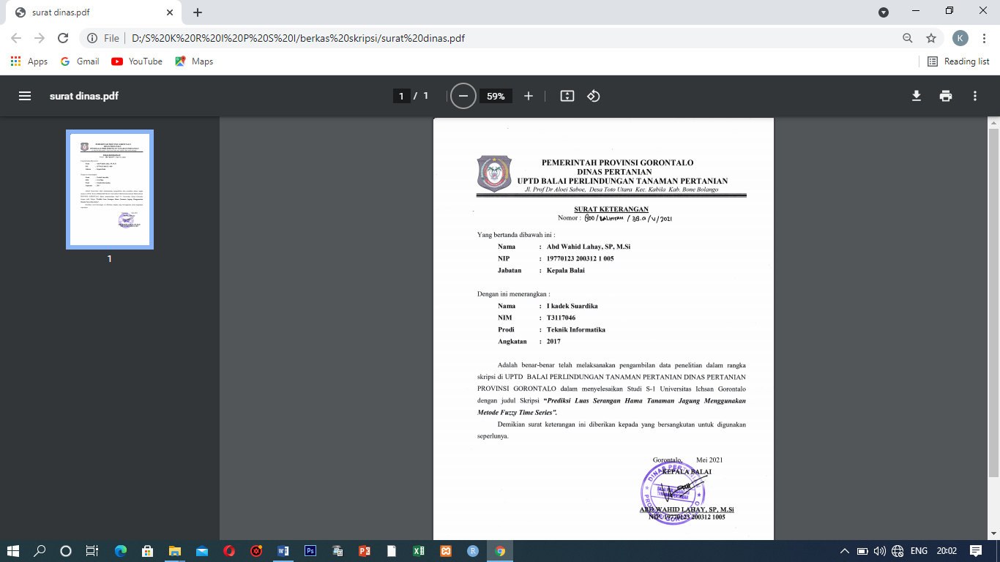 surat dinas.pdf
File
D:/S%20K%20R%20I%20P%20S%20I/berkas%20skripsi/surat%20dinas.pdf
K
Apps
Gmail
YouTube
Maps
Reading list
surat dinas.pdf
1 / 1
59%
1
PEMERINTAH PROVINSI GORONTALO
DINAS PERTANIAN
UPTD BALAI PERLINDUNGAN TANAMAN PERTANIAN
Jl. Prof Dr Aloei Saboe, Desa Toto Utara Kec. Kabila Kab. Bone Bolango
SURAT KETERANGAN
Nomor : 800/BALINTAN/38.a/V/2021
Yang bertanda dibawah ini :
Nama : Abd Wahid Lahay, SP, M.Si
NIP : 19770123 200312 1 005
Jabatan : Kepala Balai
Dengan ini menerangkan :
Nama : I kadek Suardika
NIM : T3117046
Prodi : Teknik Informatika
Angkatan : 2017
Adalah benar-benar telah melaksanakan pengambilan data penelitian dalam rangka
skripsi di UPTD BALAI PERLINDUNGAN TANAMAN PERTANIAN DINAS PERTANIAN
PROVINSI GORONTALO dalam menyelesaikan Studi S-1 Universitas Ichsan Gorontalo
dengan judul Skripsi “Prediksi Luas Serangan Hama Tanaman Jagung Menggunakan
Metode Fuzzy Time Series”.
Demikian surat keterangan ini diberikan kepada yang bersangkutan untuk digunakan
seperlunya.
Gorontalo, Mei 2021
KEPALA BALAI
DINAS PERTANIAN
BALAI PERLINDUNGAN
TANAMAN PERTANIAN
PROVINSI GORONTALO
ABD WAHID LAHAY, SP, M.Si
NIP. 19770123 200312 1005
ENG
20:02